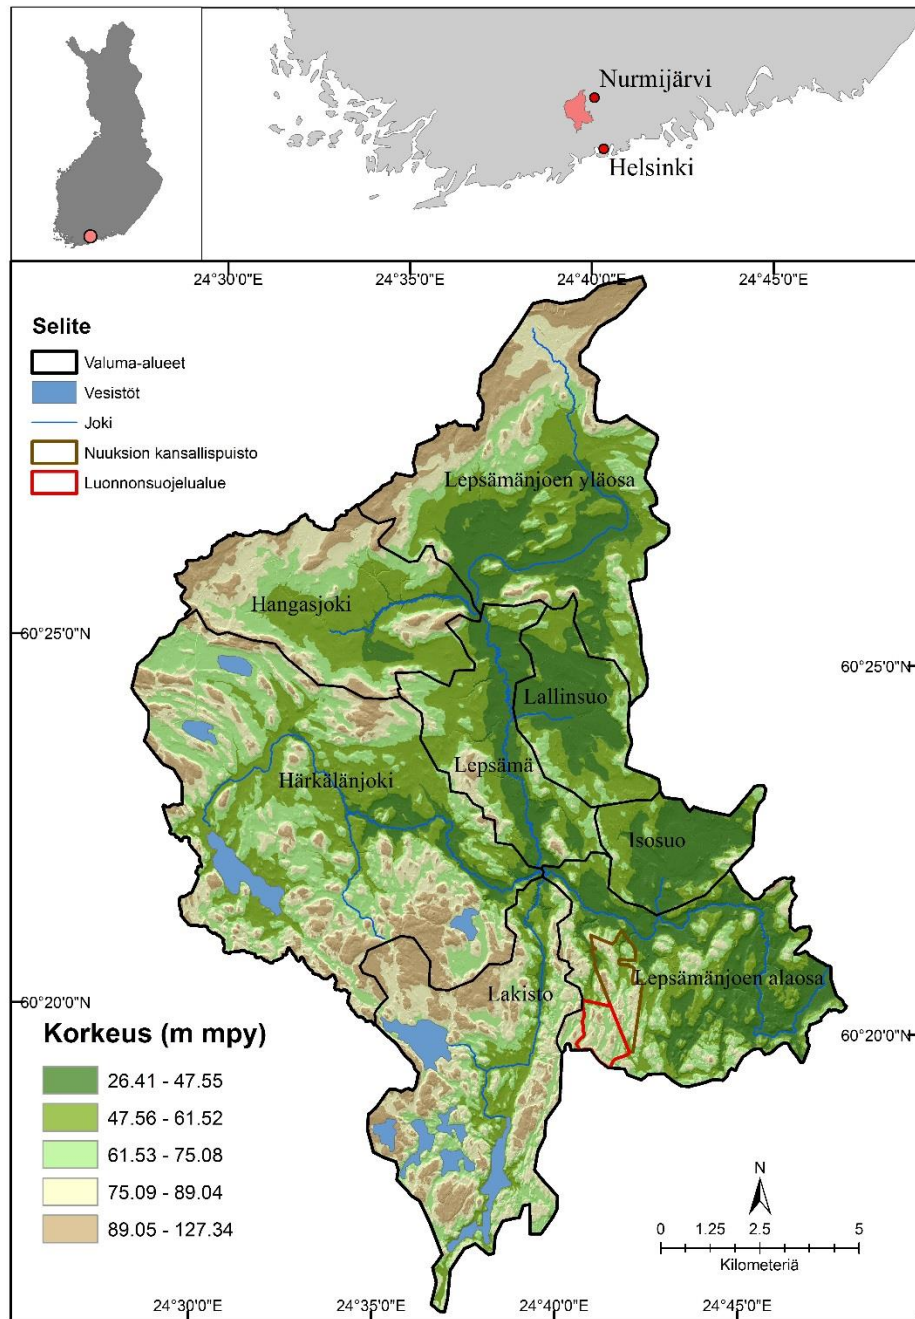 Nurmijärvi
Helsinki
24°30'0"E
24°35'0"E
24°40'0"E
24°45'0"E
Selite
Valuma-alueet
Vesistöt
Joki
Nuuksion kansallispuisto
Luonnonsuojelualue
Lepsämänjoen yläosa
Hangasjoki
60°25'0"N
60°25'0"N
Lallinsuo
Lepsämä
Härkälänjoki
Isosuo
Lepsämänjoen alaosa
Lakisto
60°20'0"N
60°20'0"N
Korkeus (m mpy)
26.41 - 47.55
47.56 - 61.52
61.53 - 75.08
75.09 - 89.04
89.05 - 127.34
N
0 1.25 2.5 5
Kilometeriä
24°30'0"E
24°35'0"E
24°40'0"E
24°45'0"E